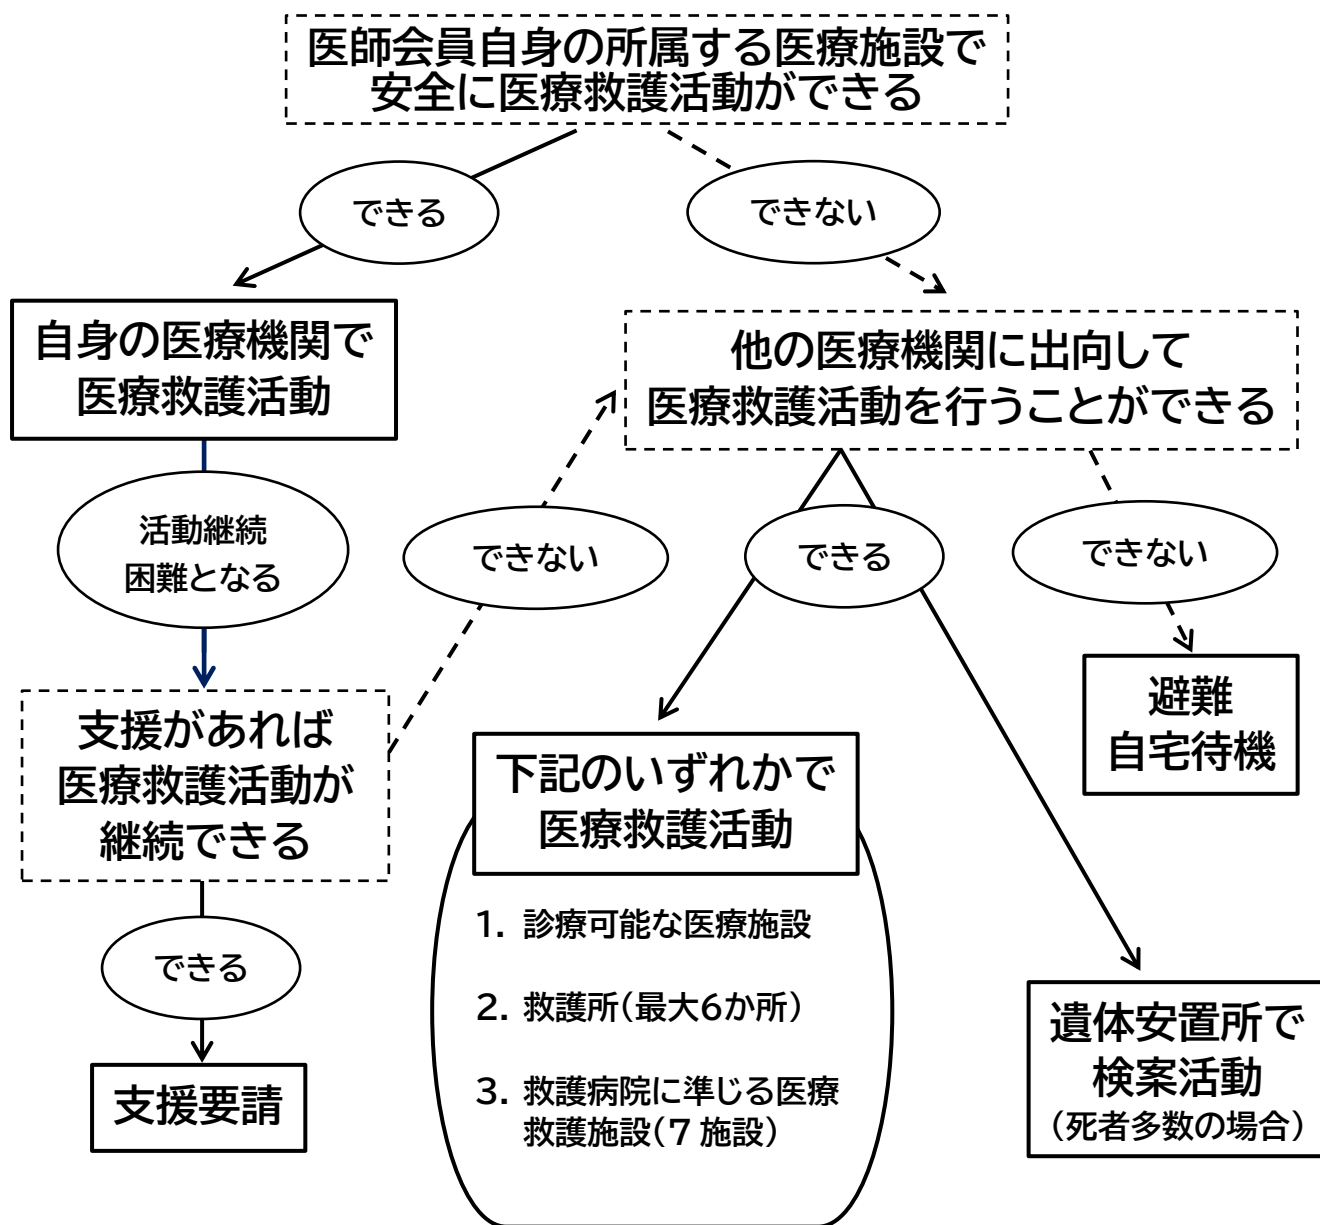 医師会員自身の所属する医療施設で
安全に医療救護活動ができる
できる
できない
自身の医療機関で
医療救護活動
他の医療機関に出向して
医療救護活動を行うことができる
活動継続
困難となる
できない
できる
できない
支援があれば
医療救護活動が
継続できる
避難
自宅待機
下記のいずれかで
医療救護活動
1. 診療可能な医療施設
2. 救護所(最大6か所)
3. 救護病院に準じる医療
救護施設(7 施設)
できる
支援要請
遺体安置所で
検案活動
(死者多数の場合)